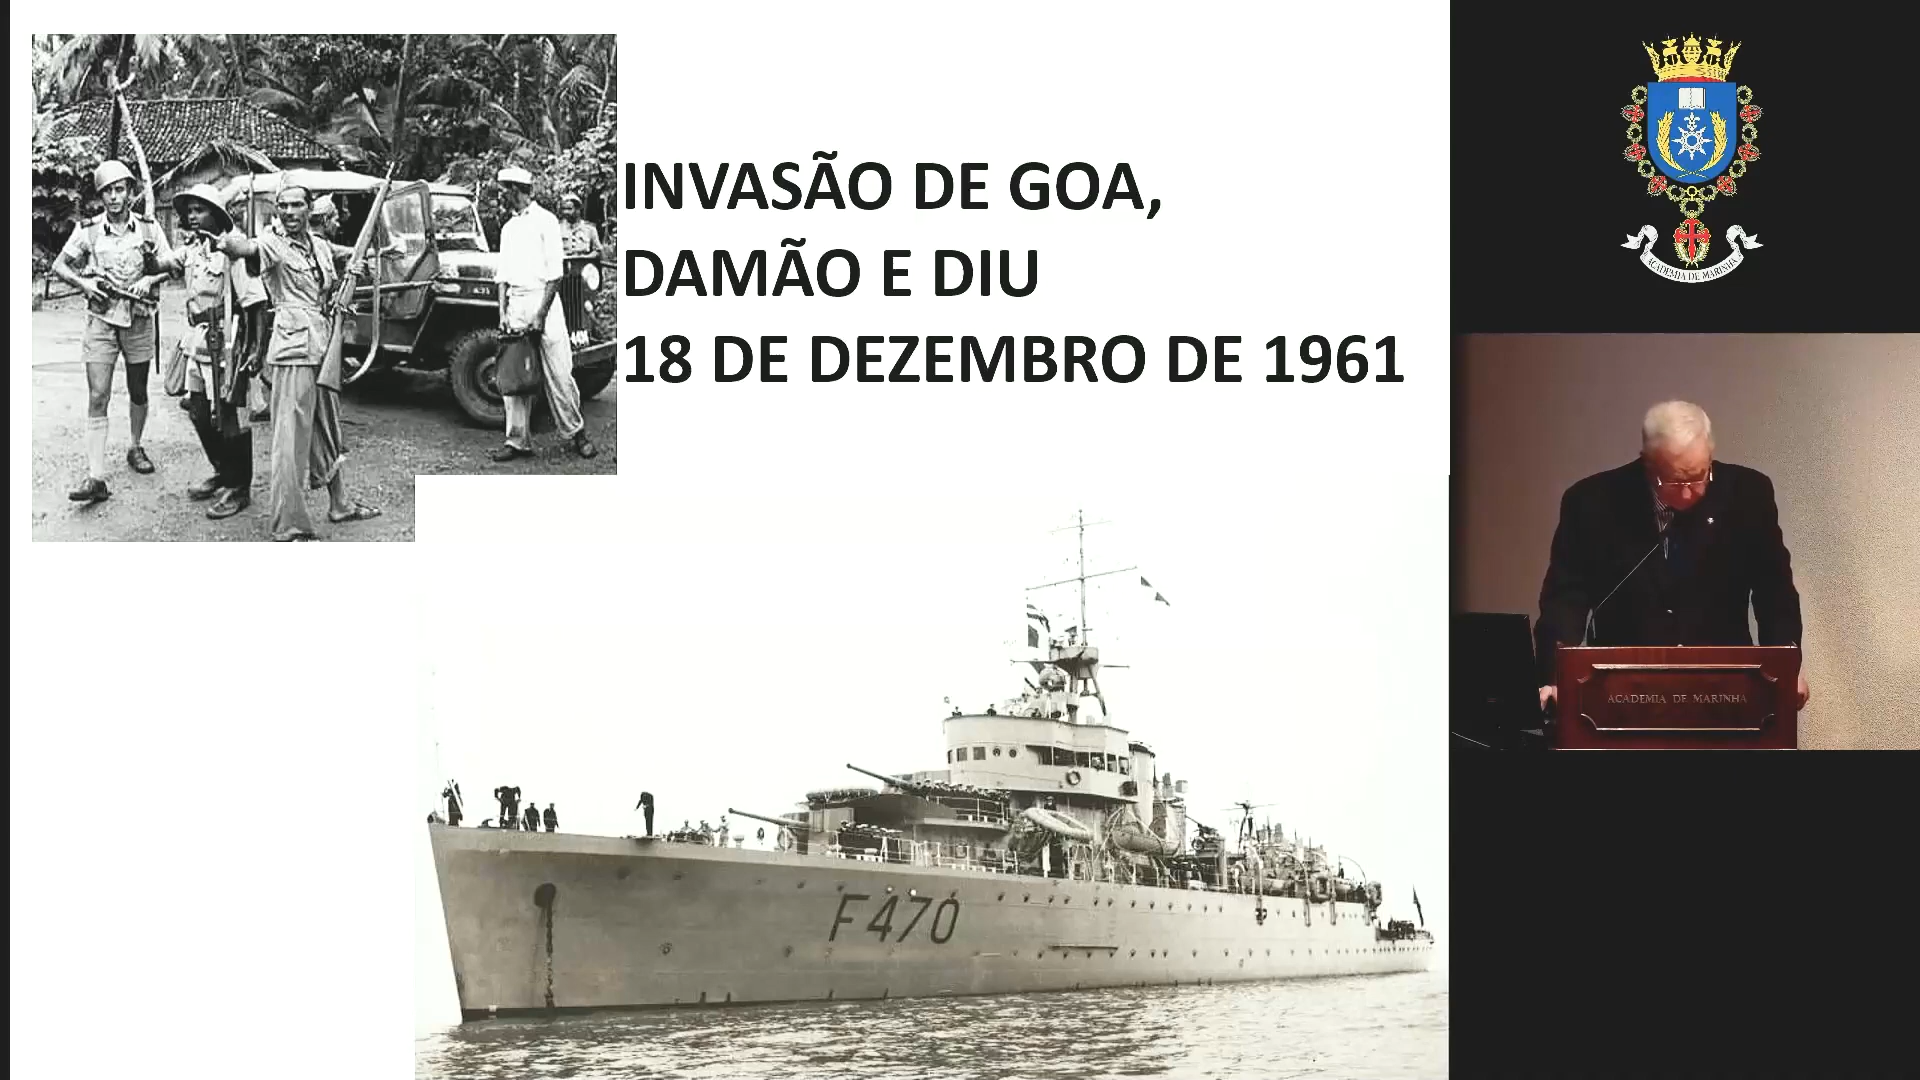 INVASÃO DE GOA,
DAMÃO E DIU
18 DE DEZEMBRO DE 1961
F470
ACADEMIA DE MARINHA
ACADEMIA DE MARINHA